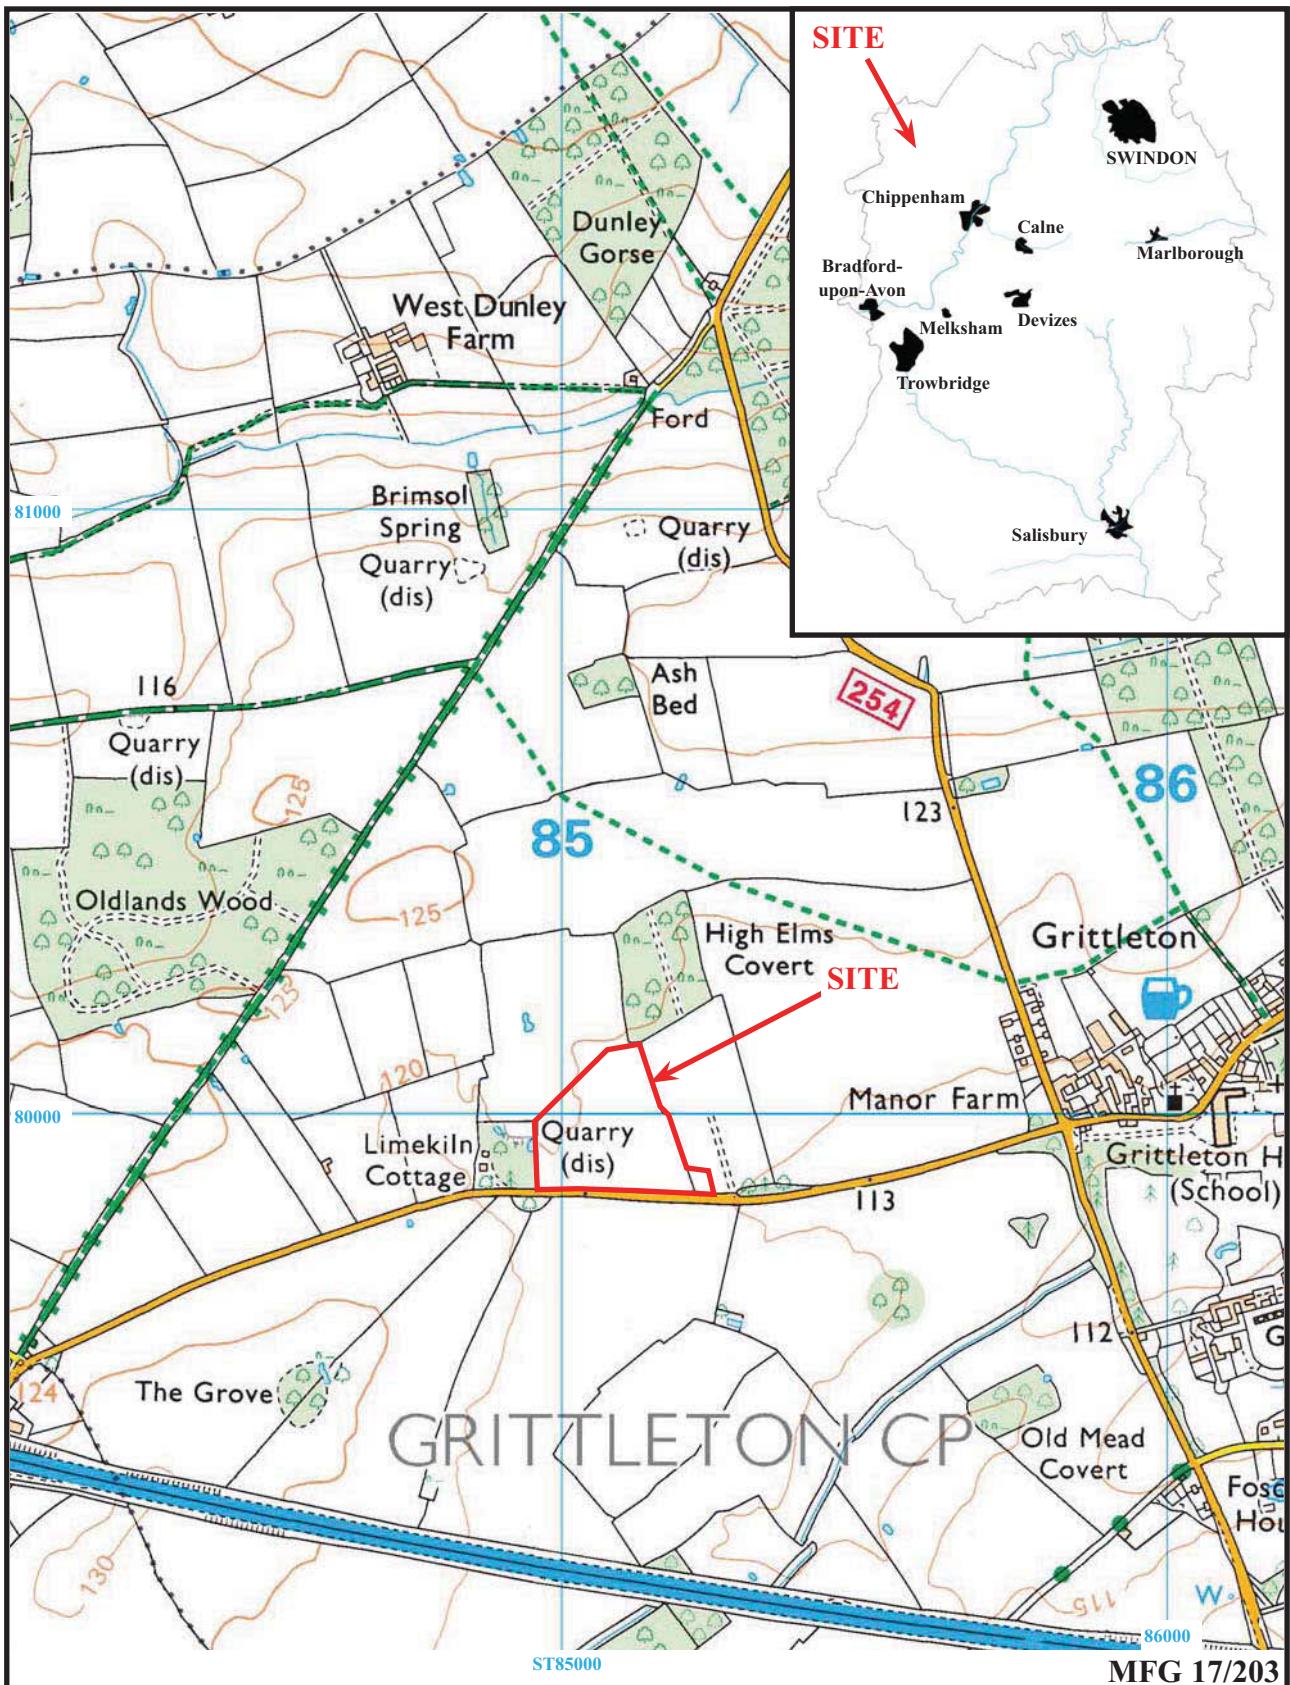 SITE
SWINDON
Chippenham
Calne
Marlborough
Bradford-
upon-Avon
Melksham
Devizes
Trowbridge
Salisbury
Dunley
Gorse
West Dunley
Farm
Ford
81000
Brimsol
Spring
Quarry
(dis)
Quarry
(dis)
116
Quarry
(dis)
Ash
Bed
254
125
85
123
86
Oldlands Wood
125
High Elms
Covert
Grittleton
SITE
125
120
80000
Manor Farm
Limekiln
Cottage
Quarry
(dis)
Grittleton H
(School)
113
112
G
124
The Grove
GRITTLETON CP
Old Mead
Covert
Fosc
Hou
130
115
W
86000
ST85000
MFG 17/203